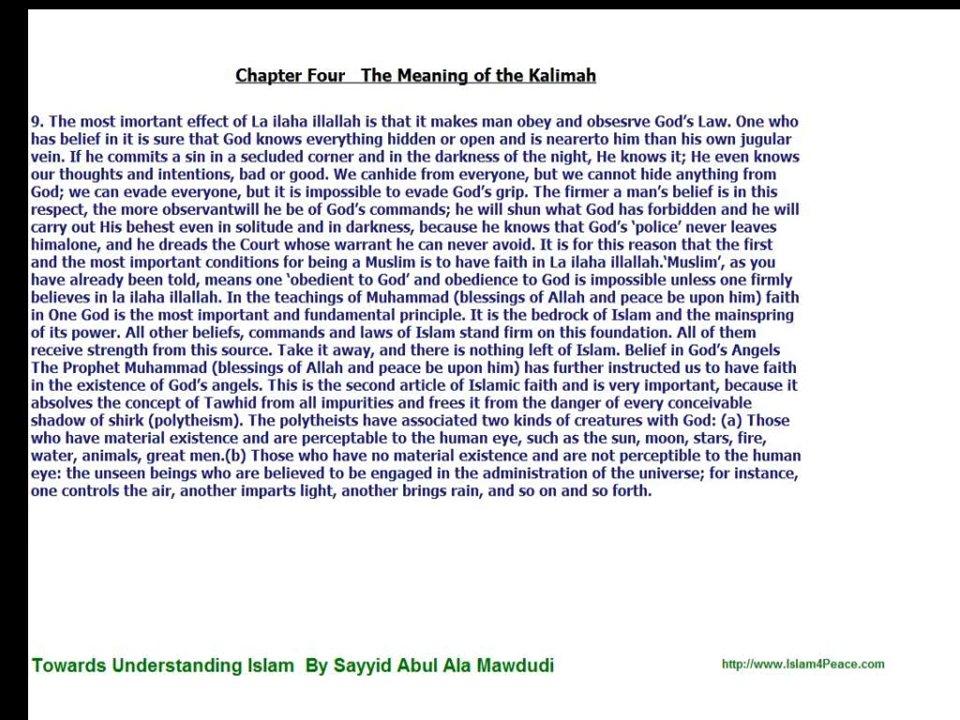 Chapter Four   The Meaning of the Kalimah
9. The most imortant effect of La ilaha illallah is that it makes man obey and obsesrve God's Law. One who
has belief in it is sure that God knows everything hidden or open and is nearerto him than his own jugular
vein. If he commits a sin in a secluded corner and in the darkness of the night, He knows it; He even knows
our thoughts and intentions, bad or good. We canhide from everyone, but we cannot hide anything from
God; we can evade everyone, but it is impossible to evade God's grip. The firmer a man's belief is in this
respect, the more observantwill he be of God's commands; he will shun what God has forbidden and he will
carry out His behest even in solitude and in darkness, because he knows that God's 'police' never leaves
himalone, and he dreads the Court whose warrant he can never avoid. It is for this reason that the first
and the most important conditions for being a Muslim is to have faith in La ilaha illallah.'Muslim', as you
have already been told, means one 'obedient to God' and obedience to God is impossible unless one firmly
believes in la ilaha illallah. In the teachings of Muhammad (blessings of Allah and peace be upon him) faith
in One God is the most important and fundamental principle. It is the bedrock of Islam and the mainspring
of its power. All other beliefs, commands and laws of Islam stand firm on this foundation. All of them
receive strength from this source. Take it away, and there is nothing left of Islam. Belief in God's Angels
The Prophet Muhammad (blessings of Allah and peace be upon him) has further instructed us to have faith
in the existence of God's angels. This is the second article of Islamic faith and is very important, because it
absolves the concept of Tawhid from all impurities and frees it from the danger of every conceivable
shadow of shirk (polytheism). The polytheists have associated two kinds of creatures with God: (a) Those
who have material existence and are perceptable to the human eye, such as the sun, moon, stars, fire,
water, animals, great men.(b) Those who have no material existence and are not perceptible to the human
eye: the unseen beings who are believed to be engaged in the administration of the universe; for instance,
one controls the air, another imparts light, another brings rain, and so on and so forth.
Towards Understanding Islam  By Sayyid Abul Ala Mawdudi
http://www.Islam4Peace.com